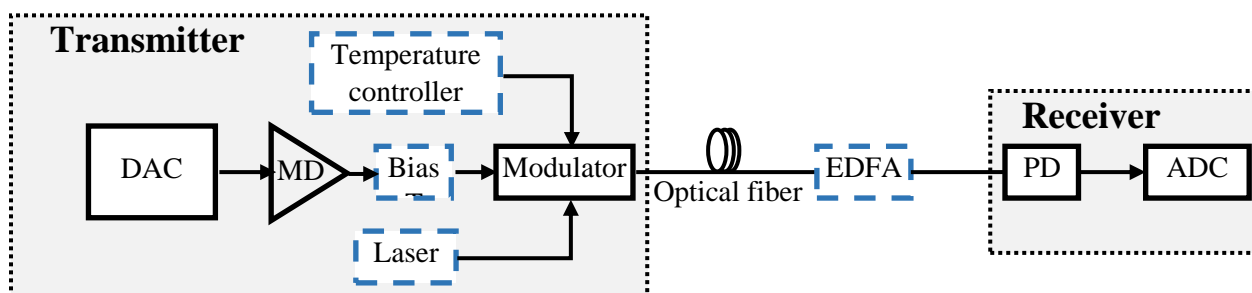 Transmitter
Temperature
controller
DAC
MD
Bias
Modulator
Laser
Optical fiber
EDFA
Receiver
PD
ADC